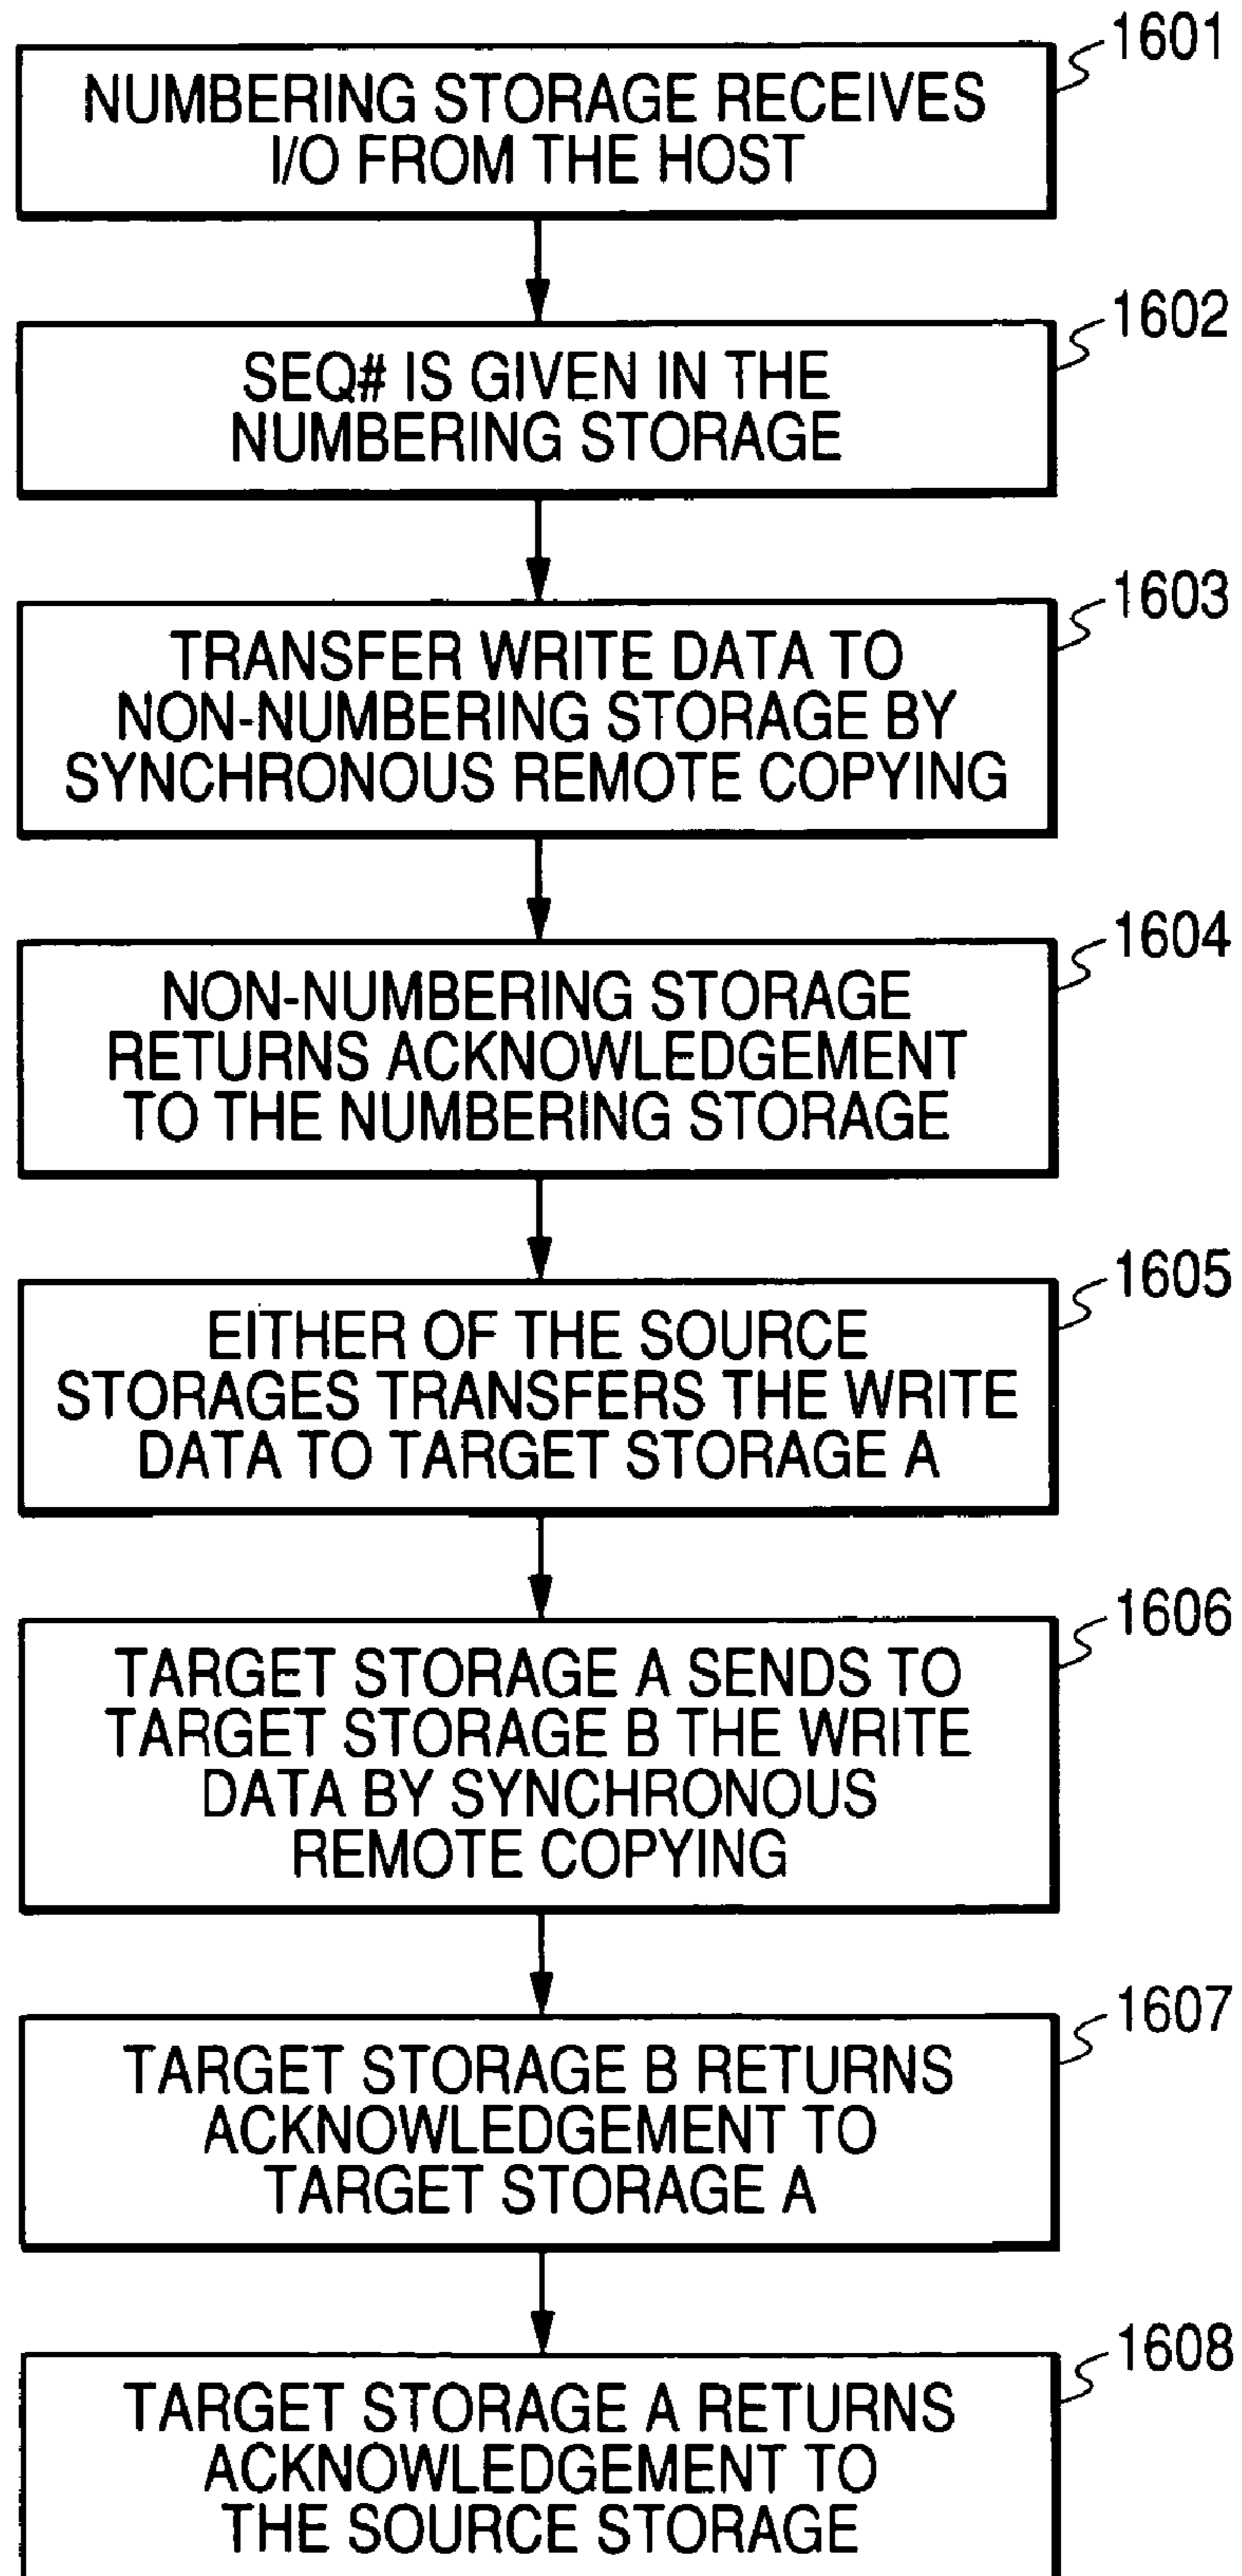 1601
NUMBERING STORAGE RECEIVES
I/O FROM THE HOST
1602
SEQ# IS GIVEN IN THE
NUMBERING STORAGE
1603
TRANSFER WRITE DATA TO
NON-NUMBERING STORAGE BY
SYNCHRONOUS REMOTE COPYING
1604
NON-NUMBERING STORAGE
RETURNS ACKNOWLEDGEMENT
TO THE NUMBERING STORAGE
1605
EITHER OF THE SOURCE
STORAGES TRANSFERS THE WRITE
DATA TO TARGET STORAGE A
1606
TARGET STORAGE A SENDS TO
TARGET STORAGE B THE WRITE
DATA BY SYNCHRONOUS
REMOTE COPYING
1607
TARGET STORAGE B RETURNS
ACKNOWLEDGEMENT TO
TARGET STORAGE A
1608
TARGET STORAGE A RETURNS
ACKNOWLEDGEMENT TO
THE SOURCE STORAGE